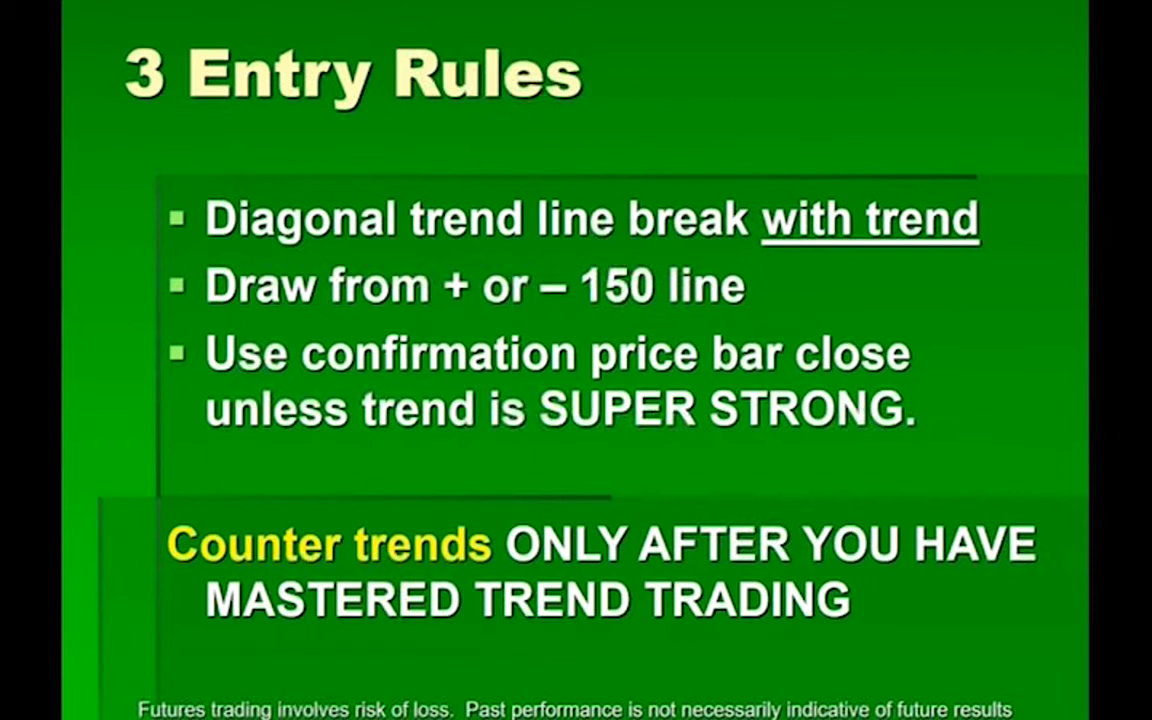 3 Entry Rules
▪ Diagonal trend line break with trend
▪ Draw from + or – 150 line
▪ Use confirmation price bar close
unless trend is SUPER STRONG.
Counter trends ONLY AFTER YOU HAVE
MASTERED TREND TRADING
Futures trading involves risk of loss. Past performance is not necessarily indicative of future results